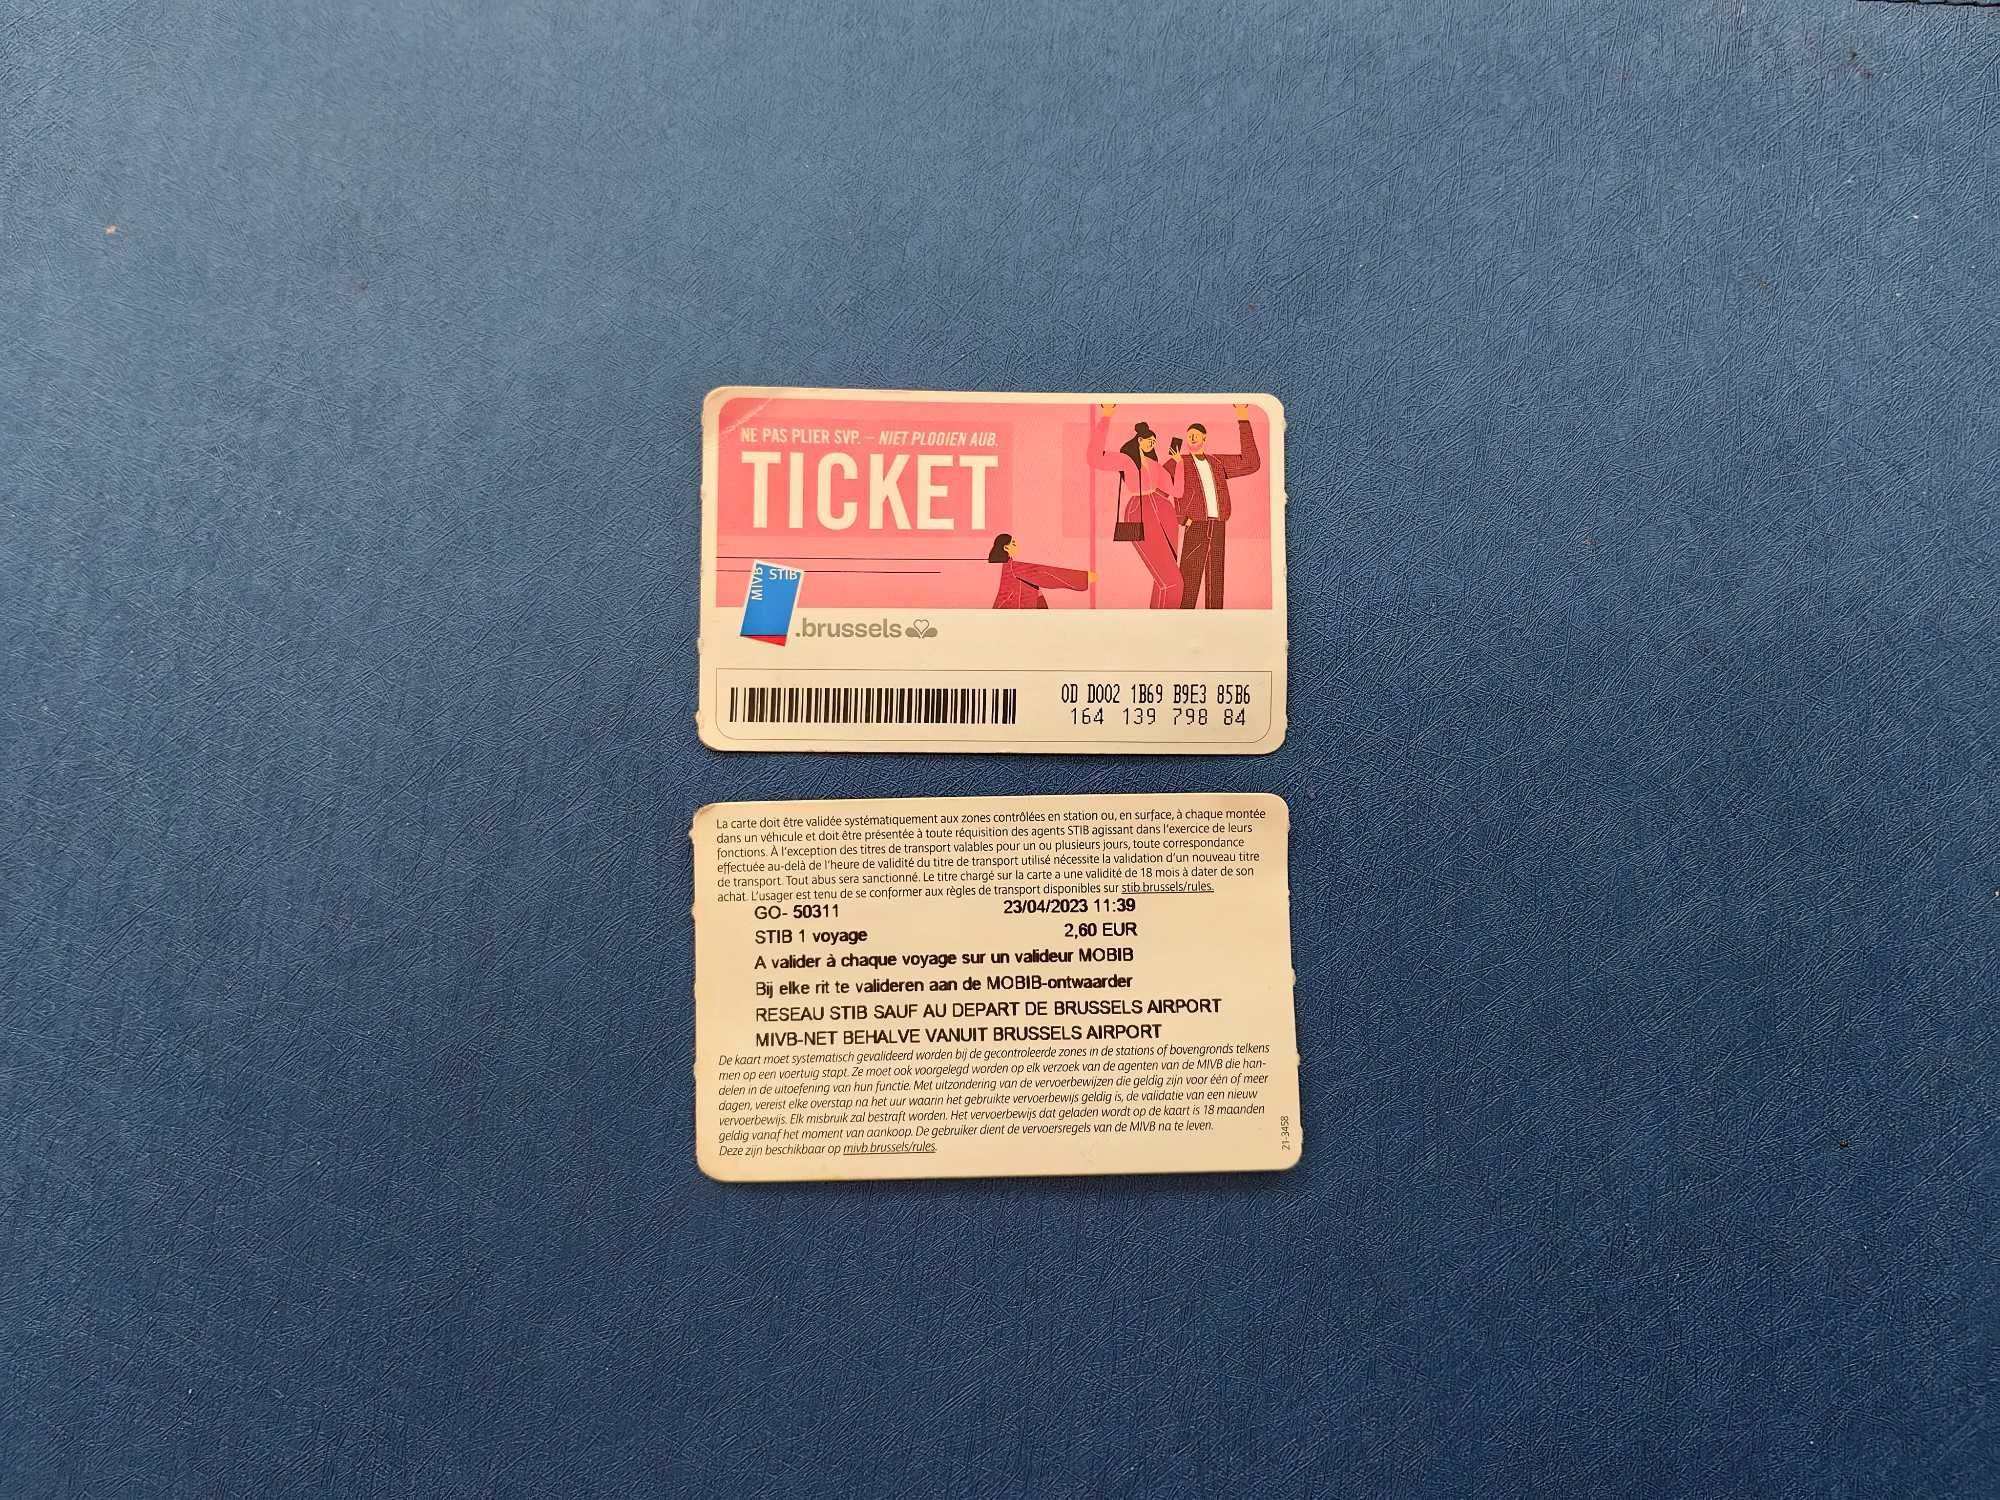 NE PAS PLIER SVP. – NIET PLOOIEN AUB.
TICKET
MIVB STIB
.brussels
0D D002 1B69 B9E3 85B6
164 139 798 84
La carte doit être validée systématiquement aux zones contrôlées en station ou, en surface, à chaque montée
dans un véhicule et doit être présentée à toute réquisition des agents STIB agissant dans l'exercice de leurs
fonctions. À l'exception des titres de transport valables pour un ou plusieurs jours, toute correspondance
effectuée au-delà de l'heure de validité du titre de transport utilisé nécessite la validation d'un nouveau titre
de transport. Tout abus sera sanctionné. Le titre chargé sur la carte a une validité de 18 mois à dater de son
achat. L'usager est tenu de se conformer aux règles de transport disponibles sur stib.brussels/rules.
GO- 50311 23/04/2023 11:39
STIB 1 voyage 2,60 EUR
A valider à chaque voyage sur un valideur MOBIB
Bij elke rit te valideren aan de MOBIB-ontwaarder
RESEAU STIB SAUF AU DEPART DE BRUSSELS AIRPORT
MIVB-NET BEHALVE VANUIT BRUSSELS AIRPORT
De kaart moet systematisch gevalideerd worden bij de gecontroleerde zones in de stations of bovengronds telkens
men op een voertuig stapt. Ze moet ook voorgelegd worden op elk verzoek van de agenten van de MIVB die han-
delen in de uitoefening van hun functie. Met uitzondering van de vervoerbewijzen die geldig zijn voor één of meer
dagen, vereist elke overstap na het uur waarin het gebruikte vervoerbewijs geldig is, de validatie van een nieuw
vervoerbewijs. Elk misbruik zal bestraft worden. Het vervoerbewijs dat geladen wordt op de kaart is 18 maanden
geldig vanaf het moment van aankoop. De gebruiker dient de vervoersregels van de MIVB na te leven.
Deze zijn beschikbaar op mivb.brussels/rules.
21-3458